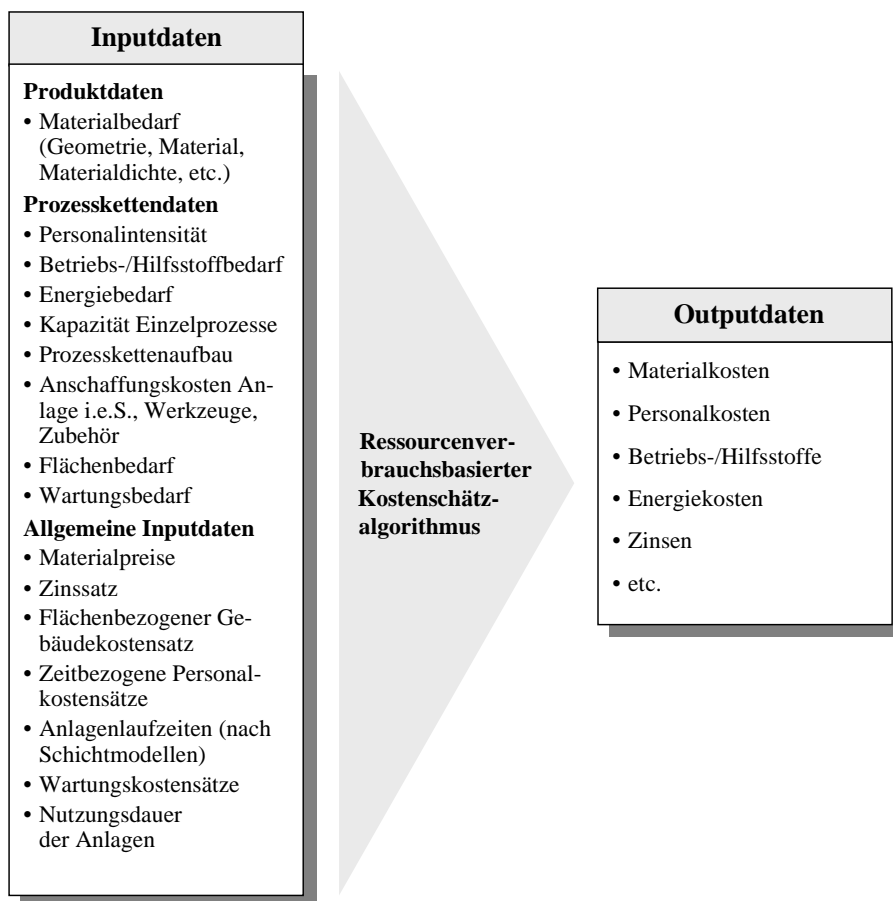 Inputdaten
Produktdaten
• Materialbedarf
(Geometrie, Material,
Materialdichte, etc.)
Prozesskettendaten
• Personalintensität
• Betriebs-/Hilfsstoffbedarf
• Energiebedarf
• Kapazität Einzelprozesse
• Prozesskettenaufbau
• Anschaffungskosten An-
lage i.e.S., Werkzeuge,
Zubehör
• Flächenbedarf
• Wartungsbedarf
Allgemeine Inputdaten
• Materialpreise
• Zinssatz
• Flächenbezogener Ge-
bäudekostensatz
• Zeitbezogene Personal-
kostensätze
• Anlagenlaufzeiten (nach
Schichtmodellen)
• Wartungskostensätze
• Nutzungsdauer
der Anlagen
Ressourcenver-
brauchsbasierter
Kostenschätz-
algorithmus
Outputdaten
• Materialkosten
• Personalkosten
• Betriebs-/Hilfsstoffe
• Energiekosten
• Zinsen
• etc.